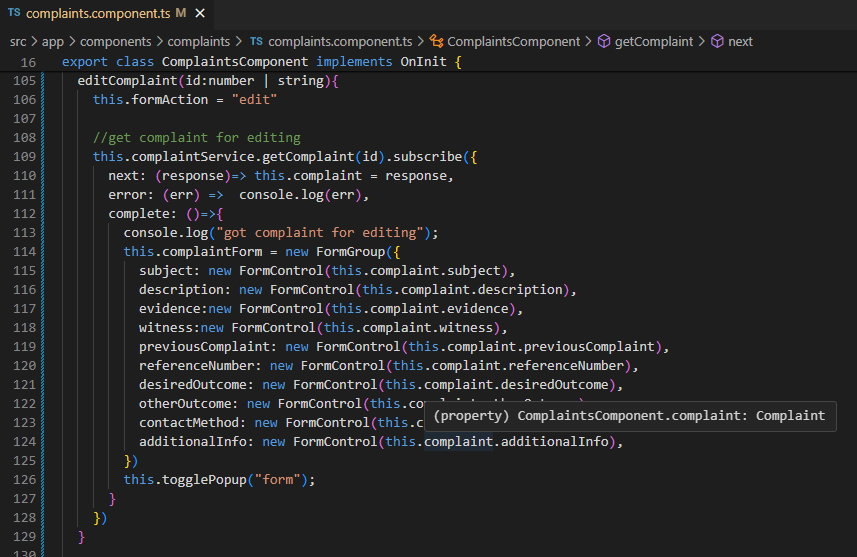 TS complaints.component.ts M ×
src > app > components > complaints > TS complaints.component.ts > ComplaintsComponent > getComplaint > next
16 export class ComplaintsComponent implements OnInit {
105 editComplaint(id:number | string){
106 this.formAction = "edit"
107
108 //get complaint for editing
109 this.complaintService.getComplaint(id).subscribe({
110 next: (response)=> this.complaint = response,
111 error: (err) => console.log(err),
112 complete: ()=>{
113 console.log("got complaint for editing");
114 this.complaintForm = new FormGroup({
115 subject: new FormControl(this.complaint.subject),
116 description: new FormControl(this.complaint.description),
117 evidence:new FormControl(this.complaint.evidence),
118 witness:new FormControl(this.complaint.witness),
119 previousComplaint: new FormControl(this.complaint.previousComplaint),
120 referenceNumber: new FormControl(this.complaint.referenceNumber),
121 desiredOutcome: new FormControl(this.complaint.desiredOutcome),
122 otherOutcome: new FormControl(this.
(property) ComplaintsComponent.complaint: Complaint
123 contactMethod: new FormControl(this.c
124 additionalInfo: new FormControl(this.complaint.additionalInfo),
125 })
126 this.togglePopup("form");
127 }
128 })
129 }
130